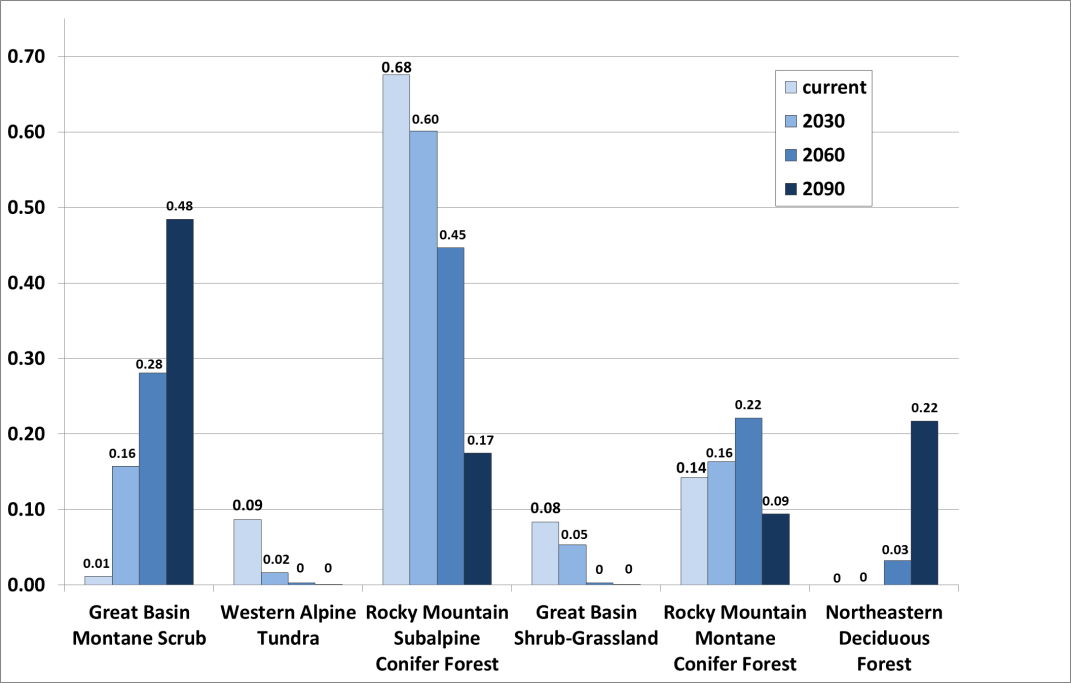 0.70
0.60
0.50
0.40
0.30
0.20
0.10
0.00
current
2030
2060
2090
0.01
0.16
0.28
0.48
0.09
0.02
0
0
0.68
0.60
0.45
0.17
0.08
0.05
0
0
0.14
0.16
0.22
0.09
0
0
0.03
0.22
Great Basin
Montane Scrub
Western Alpine
Tundra
Rocky Mountain
Subalpine
Conifer Forest
Great Basin
Shrub-Grassland
Rocky Mountain
Montane
Conifer Forest
Northeastern
Deciduous
Forest